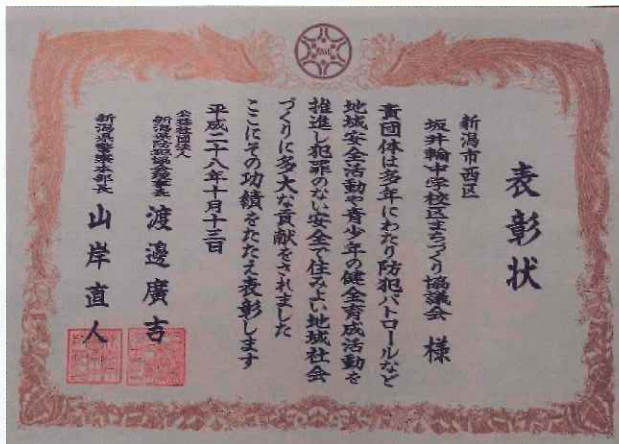 表彰状
新潟市西区
坂井輪中学校区まちづくり協議会 様
貴団体は多年にわたり防犯パトロールなど
地域安全活動や青少年の健全育成活動を
推進し犯罪のない安全で住みよい地域社会
づくりに多大な貢献をされました
ここにその功績をたたえ表彰します
平成二十八年十月十三日
公益社団法人
新潟県防犯協会会長 渡邉廣吉
新潟県警察本部長 山岸直人